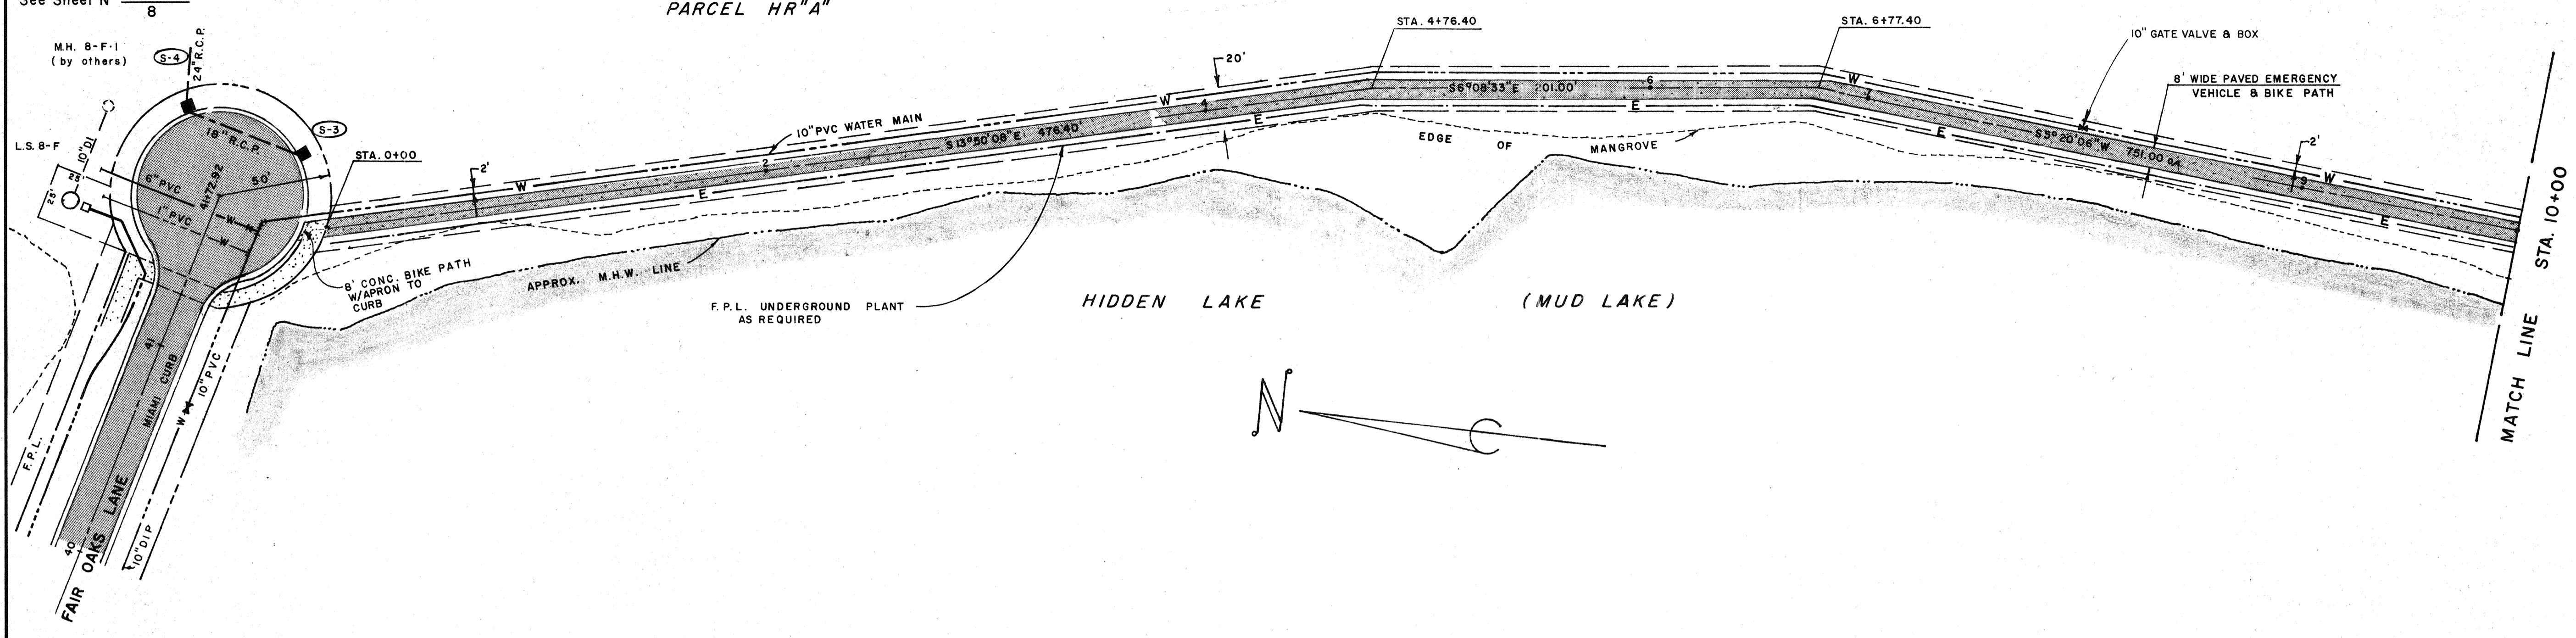 See Sheet Nº
8
PARCEL HR"A"
M.H. 8-F-1
(by others)
S-4
24" R.C.P.
18" R.C.P.
S-3
L.S. 8-F
10" DI
25'
25'
6" PVC
1" PVC
W
W
41+72.92
50'
STA. 0+00
2'
W
E
10" PVC WATER MAIN
2
S 13°50'08"E 476.40'
W
4
20'
E
STA. 4+76.40
S6°08'33"E 201.00'
6
E
STA. 6+77.40
W
7
E
10" GATE VALVE & BOX
8' WIDE PAVED EMERGENCY
VEHICLE & BIKE PATH
S5°20'06"W 751.00' O.A.
2'
9
W
E
EDGE OF MANGROVE
8' CONC. BIKE PATH
W/APRON TO
CURB
APPROX. M.H.W. LINE
F.P.L. UNDERGROUND PLANT
AS REQUIRED
HIDDEN LAKE (MUD LAKE)
N
MATCH LINE STA. 10+00
F.P.L.
41
MIAMI CURB
W
10" PVC
40
FAIR OAKS LANE
10" DIP